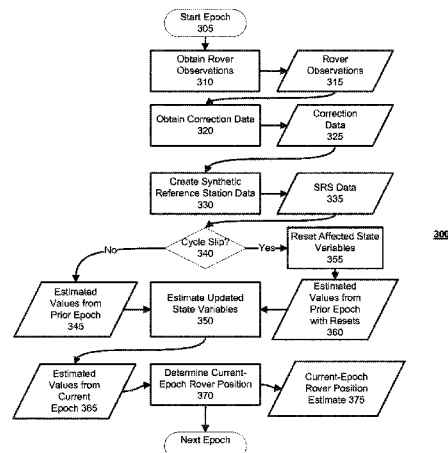 Start Epoch
305
Obtain Rover
Observations
310
Rover
Observations
315
Obtain Correction Data
320
Correction
Data
325
Create Synthetic
Reference Station Data
330
SRS Data
335
Cycle Slip?
340
No
Yes
Reset Affected State
Variables
355
300
Estimated
Values from
Prior Epoch
345
Estimate Updated
State Variables
350
Estimated
Values from
Prior Epoch
with Resets
360
Estimated
Values from
Current
Epoch 365
Determine Current-
Epoch Rover Position
370
Current-Epoch
Rover Position
Estimate 375
Next Epoch